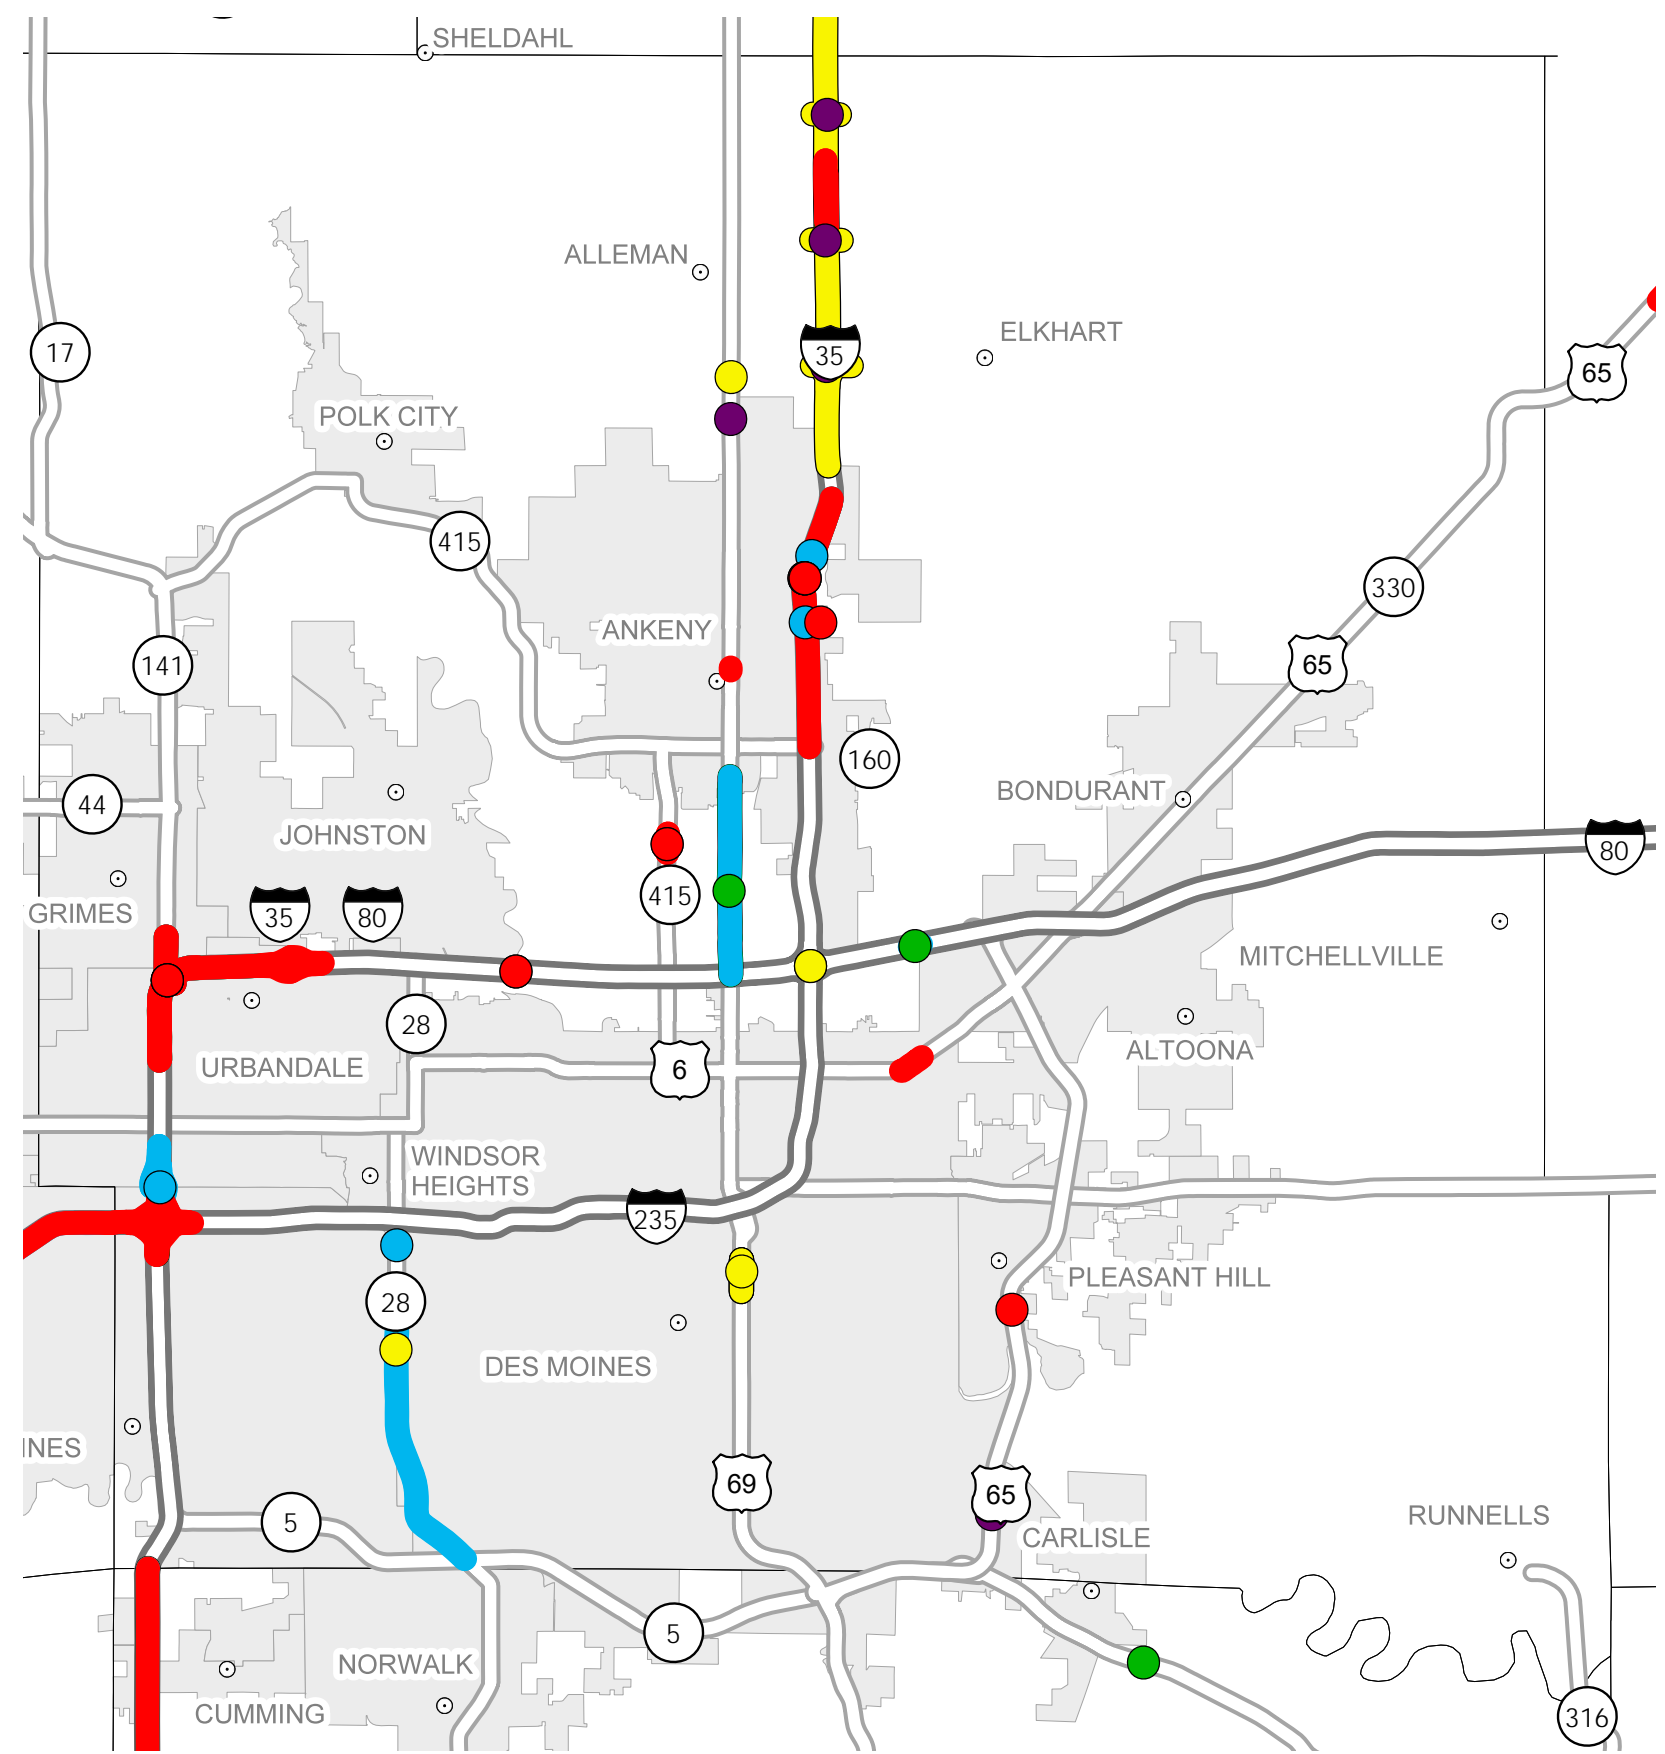 SHELDAHL
ALLEMAN
ELKHART
35
17
65
POLK CITY
415
330
ANKENY
141
65
160
BONDURANT
44
JOHNSTON
80
415
GRIMES
35
80
MITCHELLVILLE
28
ALTOONA
URBANDALE
6
WINDSOR
HEIGHTS
235
PLEASANT HILL
28
DES MOINES
INES
69
65
5
CARLISLE
RUNNELLS
5
NORWALK
CUMMING
316